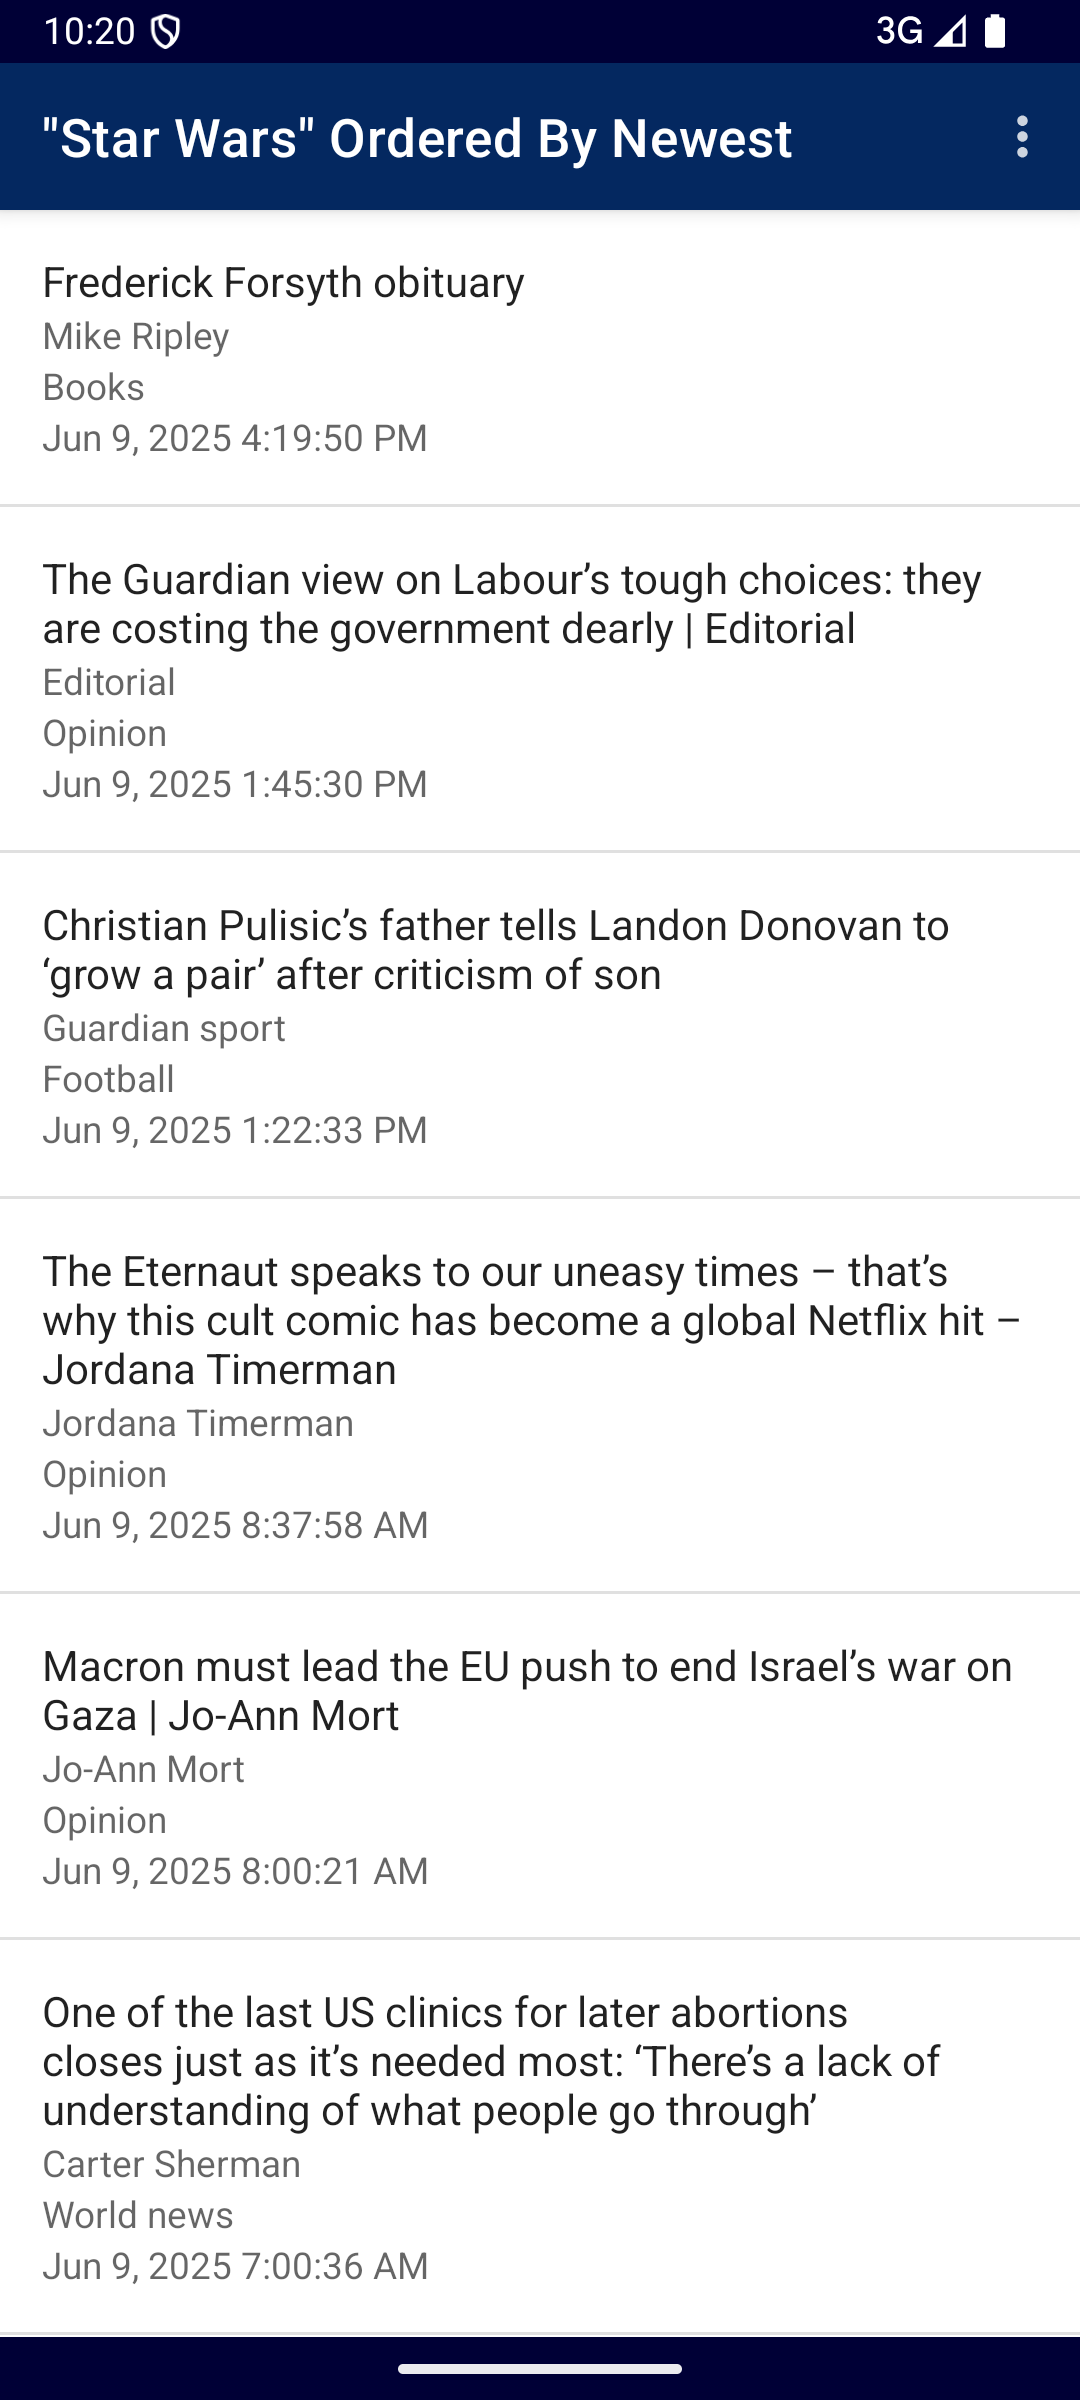 10:20
3G
"Star Wars" Ordered By Newest
Frederick Forsyth obituary
Mike Ripley
Books
Jun 9, 2025 4:19:50 PM
The Guardian view on Labour’s tough choices: they
are costing the government dearly | Editorial
Editorial
Opinion
Jun 9, 2025 1:45:30 PM
Christian Pulisic’s father tells Landon Donovan to
‘grow a pair’ after criticism of son
Guardian sport
Football
Jun 9, 2025 1:22:33 PM
The Eternaut speaks to our uneasy times – that’s
why this cult comic has become a global Netflix hit –
Jordana Timerman
Jordana Timerman
Opinion
Jun 9, 2025 8:37:58 AM
Macron must lead the EU push to end Israel’s war on
Gaza | Jo-Ann Mort
Jo-Ann Mort
Opinion
Jun 9, 2025 8:00:21 AM
One of the last US clinics for later abortions
closes just as it’s needed most: ‘There’s a lack of
understanding of what people go through’
Carter Sherman
World news
Jun 9, 2025 7:00:36 AM